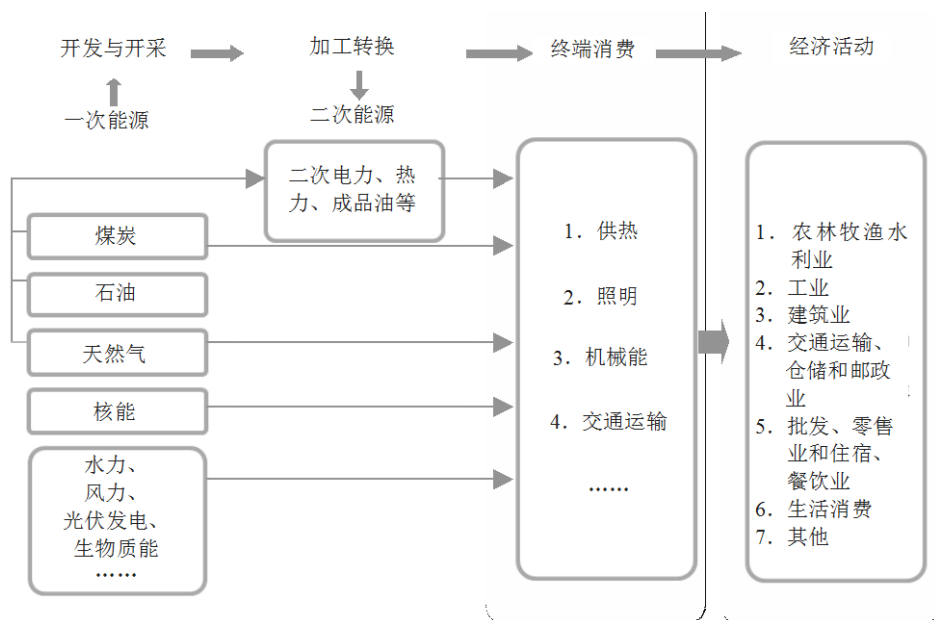 开发与开采
加工转换
终端消费
经济活动
一次能源
二次能源
二次电力、热
力、成品油等
煤炭
石油
天然气
核能
水力、
风力、
光伏发电、
生物质能
……
1．供热
2．照明
3．机械能
4．交通运输
……
1．农林牧渔水
利业
2．工业
3．建筑业
4．交通运输、
仓储和邮政
业
5．批发、零售
业和住宿、
餐饮业
6．生活消费
7．其他